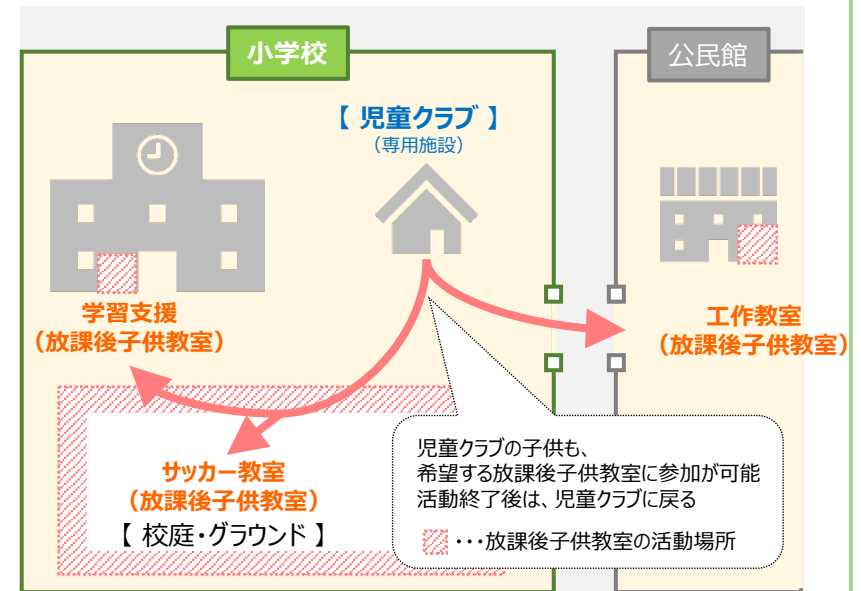 小学校
公民館
【 児童クラブ 】
（専用施設）
学習支援
（放課後子供教室）
工作教室
（放課後子供教室）
サッカー教室
（放課後子供教室）
【 校庭・グラウンド 】
児童クラブの子供も、
希望する放課後子供教室に参加が可能
活動終了後は、児童クラブに戻る
・・・放課後子供教室の活動場所